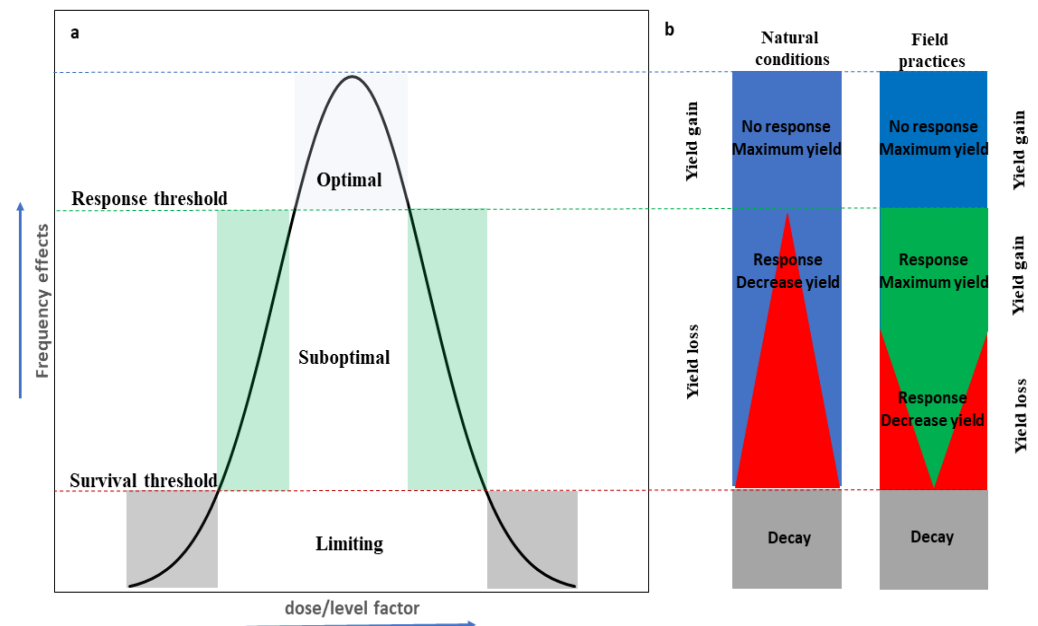 a
Optimal
Response threshold
Suboptimal
Survival threshold
Limiting
Frequency effects
dose/level factor
b
Natural
conditions
Field
practices
Yield gain
No response
Maximum yield
No response
Maximum yield
Yield gain
Yield loss
Response
Decrease yield
Response
Maximum yield
Yield gain
Response
Decrease yield
Yield loss
Decay
Decay